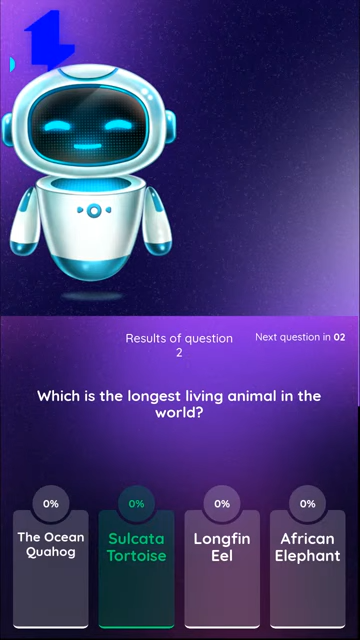 Results of question
2
Next question in 02
Which is the longest living animal in the
world?
0%
0%
0%
0%
The Ocean
Quahog
Sulcata
Tortoise
Longfin
Eel
African
Elephant